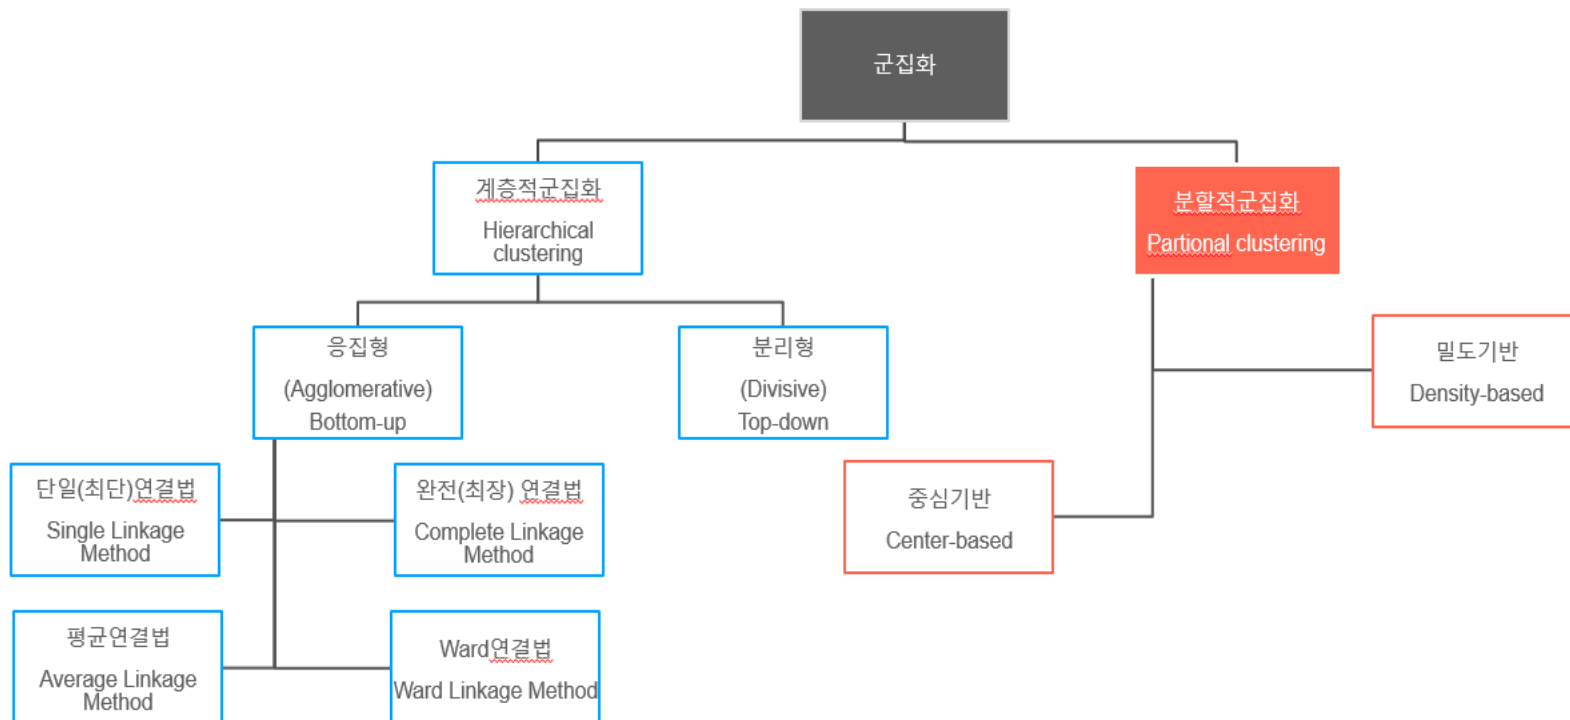 군집화
계층적군집화
Hierarchical
clustering
분할적군집화
Partional clustering
응집형
(Agglomerative)
Bottom-up
분리형
(Divisive)
Top-down
밀도기반
Density-based
단일(최단)연결법
Single Linkage
Method
완전(최장) 연결법
Complete Linkage
Method
중심기반
Center-based
평균연결법
Average Linkage
Method
Ward연결법
Ward Linkage Method